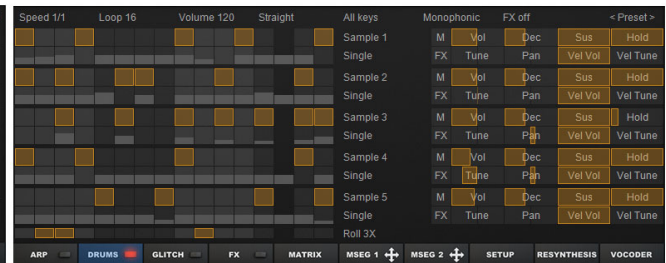 Speed 1/1 Loop 16 Volume 120 Straight All keys Monophonic FX off < Preset >
Sample 1 M Vol Dec Sus Hold
Single FX Tune Pan Vel Vol Vel Tune
Sample 2 M Vol Dec Sus Hold
Single FX Tune Pan Vel Vol Vel Tune
Sample 3 M Vol Dec Sus Hold
Single FX Tune Pan Vel Vol Vel Tune
Sample 4 M Vol Dec Sus Hold
Single FX Tune Pan Vel Vol Vel Tune
Sample 5 M Vol Dec Sus Hold
Single FX Tune Pan Vel Vol Vel Tune
Roll 3X
ARP DRUMS GLITCH FX MATRIX MSEG 1 MSEG 2 SETUP RESYNTHESIS VOCODER